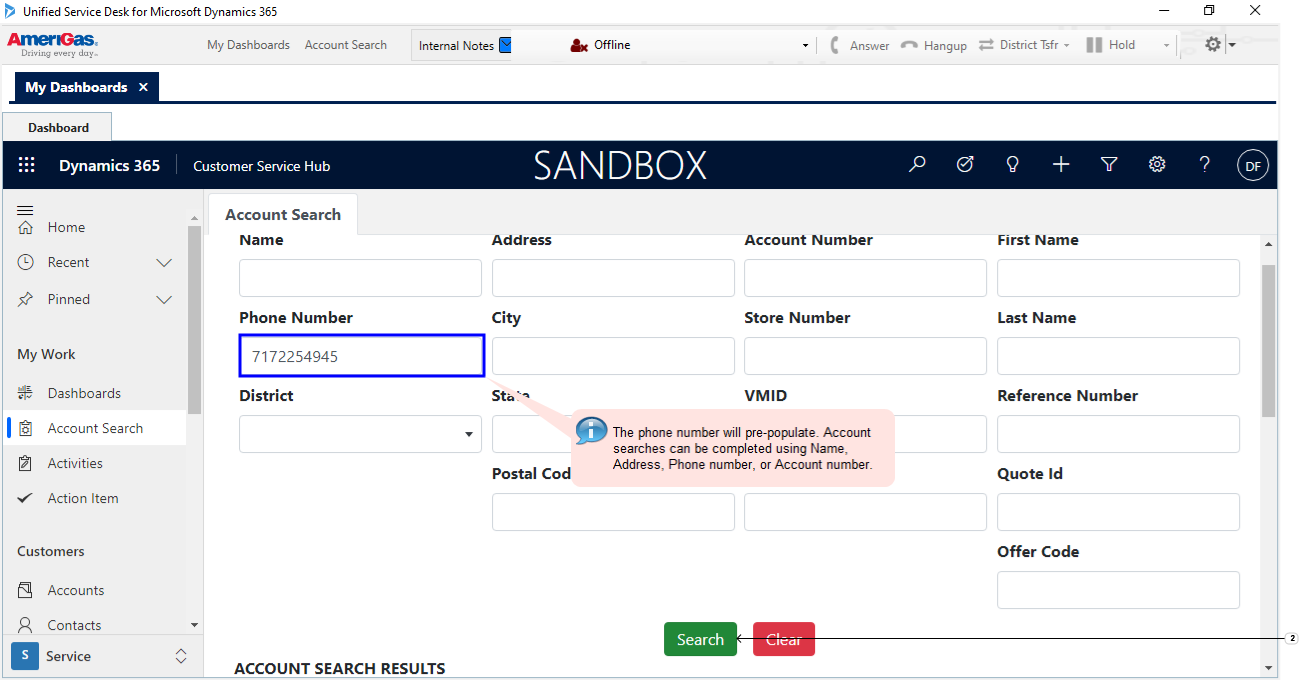 Unified Service Desk for Microsoft Dynamics 365
AmeriGas
Driving every day..
My Dashboards
Account Search
Internal Notes
Offline
Answer
Hangup
District Tsfr
Hold
My Dashboards
Dashboard
Dynamics 365
Customer Service Hub
SANDBOX
DF
Home
Recent
Pinned
My Work
Dashboards
Account Search
Activities
Action Item
Customers
Accounts
Contacts
S
Service
Account Search
Name
Address
Account Number
First Name
Phone Number
City
Store Number
Last Name
7172254945
District
State
VMID
Reference Number
The phone number will pre-populate. Account
searches can be completed using Name,
Address, Phone number, or Account number.
Postal Cod
Quote Id
Offer Code
Search
Clear
2
ACCOUNT SEARCH RESULTS